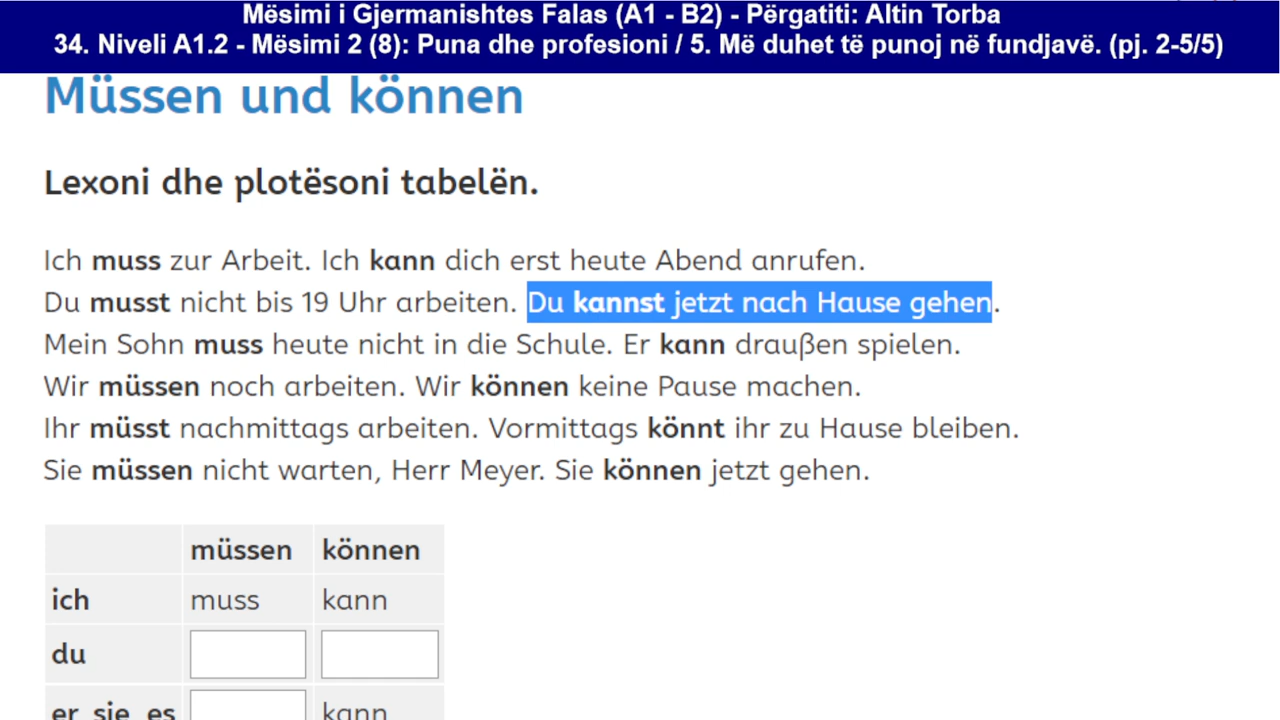 Mësimi i Gjermanishtes Falas (A1 - B2) - Përgatiti: Altin Torba
34. Niveli A1.2 - Mësimi 2 (8): Puna dhe profesioni / 5. Më duhet të punoj në fundjavë. (pj. 2-5/5)
Müssen und können
Lexoni dhe plotësoni tabelën.
Ich muss zur Arbeit. Ich kann dich erst heute Abend anrufen.
Du musst nicht bis 19 Uhr arbeiten. Du kannst jetzt nach Hause gehen.
Mein Sohn muss heute nicht in die Schule. Er kann draußen spielen.
Wir müssen noch arbeiten. Wir können keine Pause machen.
Ihr müsst nachmittags arbeiten. Vormittags könnt ihr zu Hause bleiben.
Sie müssen nicht warten, Herr Meyer. Sie können jetzt gehen.
müssen können
ich muss kann
du
er, sie, es kann